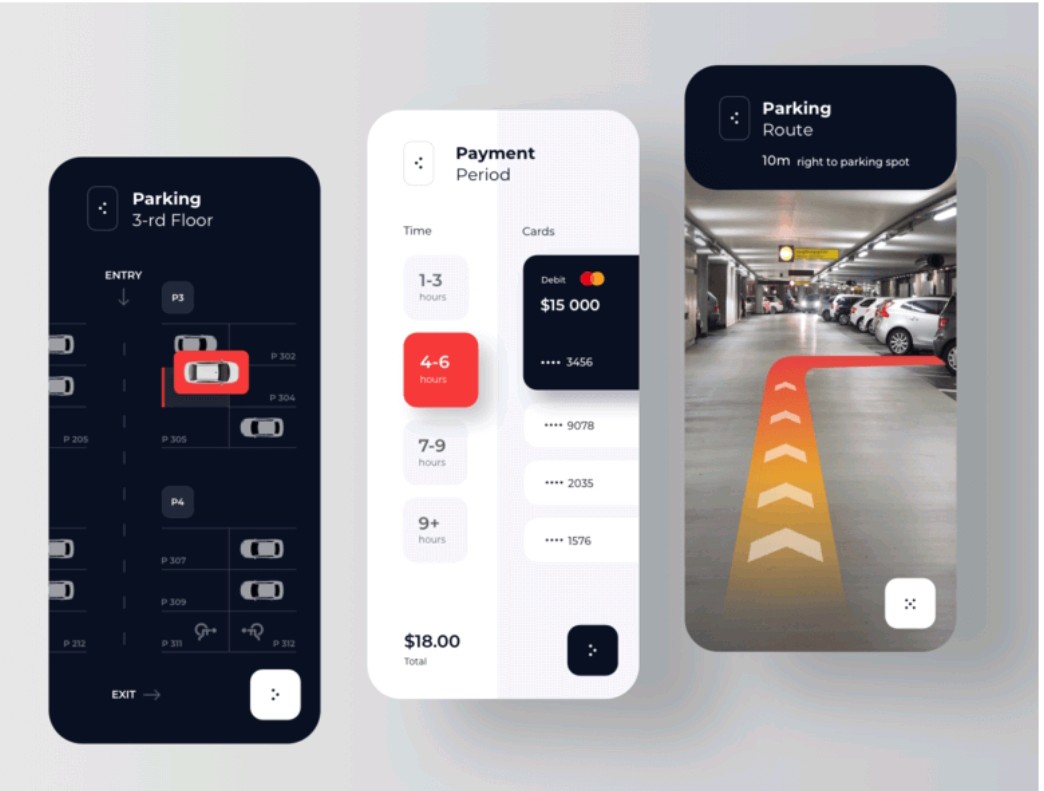 Parking
3-rd Floor
ENTRY
P3
P 302
P 304
P 205
P 305
P4
P 307
P 309
P 212
P 311
P 312
EXIT
Payment
Period
Time
Cards
1-3
hours
4-6
hours
7-9
hours
9+
hours
Debit
$15 000
•••• 3456
•••• 9078
•••• 2035
•••• 1576
$18.00
Total
Parking
Route
10m right to parking spot